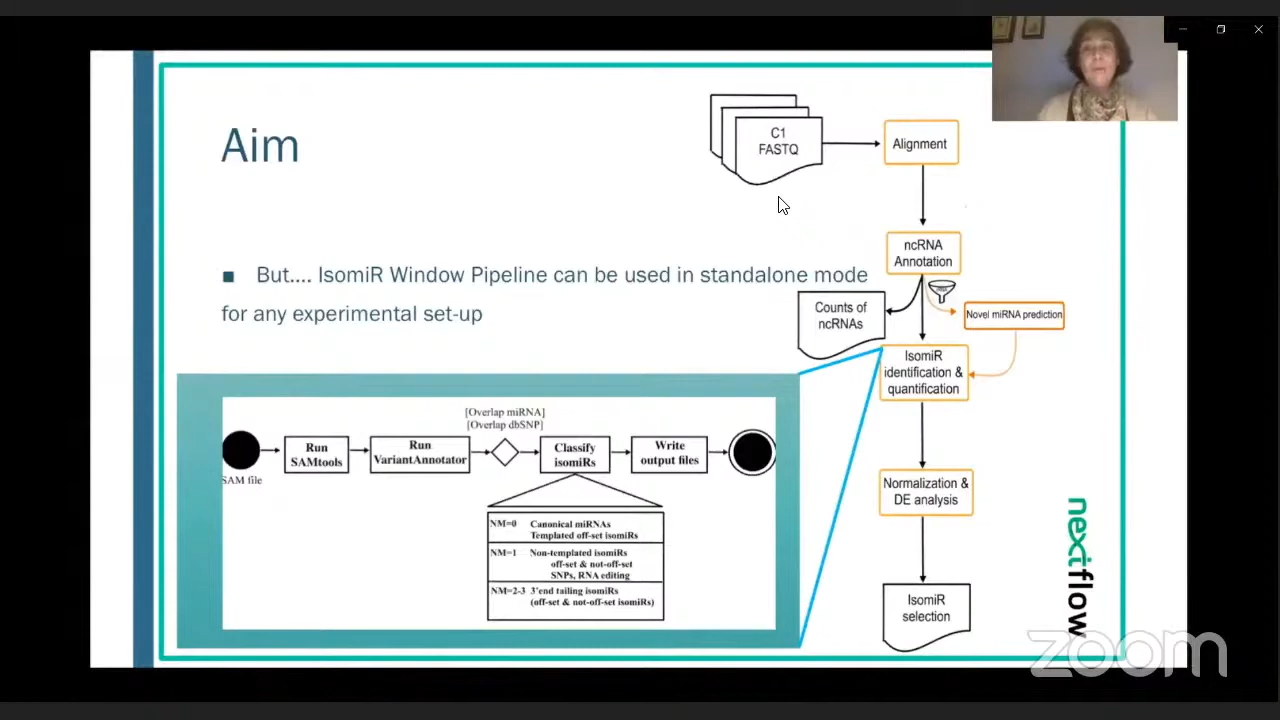 Aim
■ But.... IsomiR Window Pipeline can be used in standalone mode
for any experimental set-up
C1
FASTQ
Alignment
ncRNA
Annotation
Counts of
ncRNAs
Novel miRNA prediction
IsomiR
identification &
quantification
Normalization &
DE analysis
IsomiR
selection
[Overlap miRNA]
[Overlap dbSNP]
Run
SAMtools
Run
VariantAnnotator
Classify
isomiRs
Write
output files
SAM file
NM=0 Canonical miRNAs
Templated off-set isomiRs
NM=1 Non-templated isomiRs
off-set & not-off-set
SNPs, RNA editing
NM=2-3 3'end tailing isomiRs
(off-set & not-off-set isomiRs)
nextflow
zoom